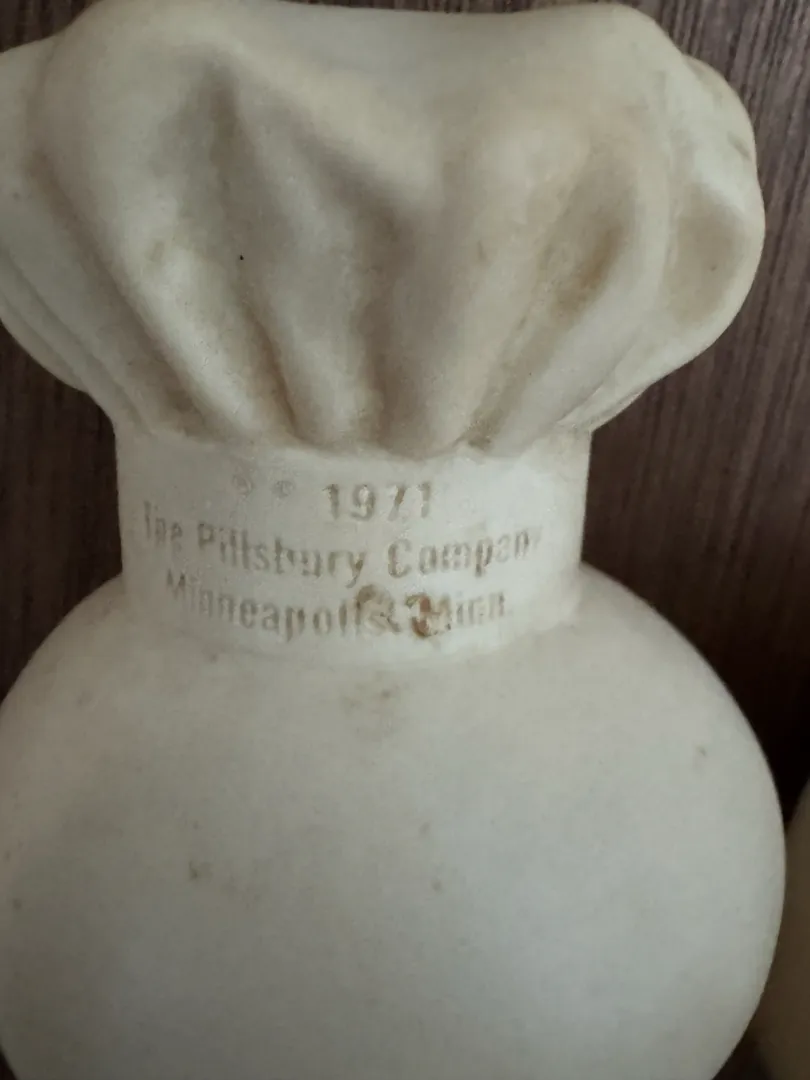 ® © 1971
The Pillsbury Company
Minneapolis, Minn.